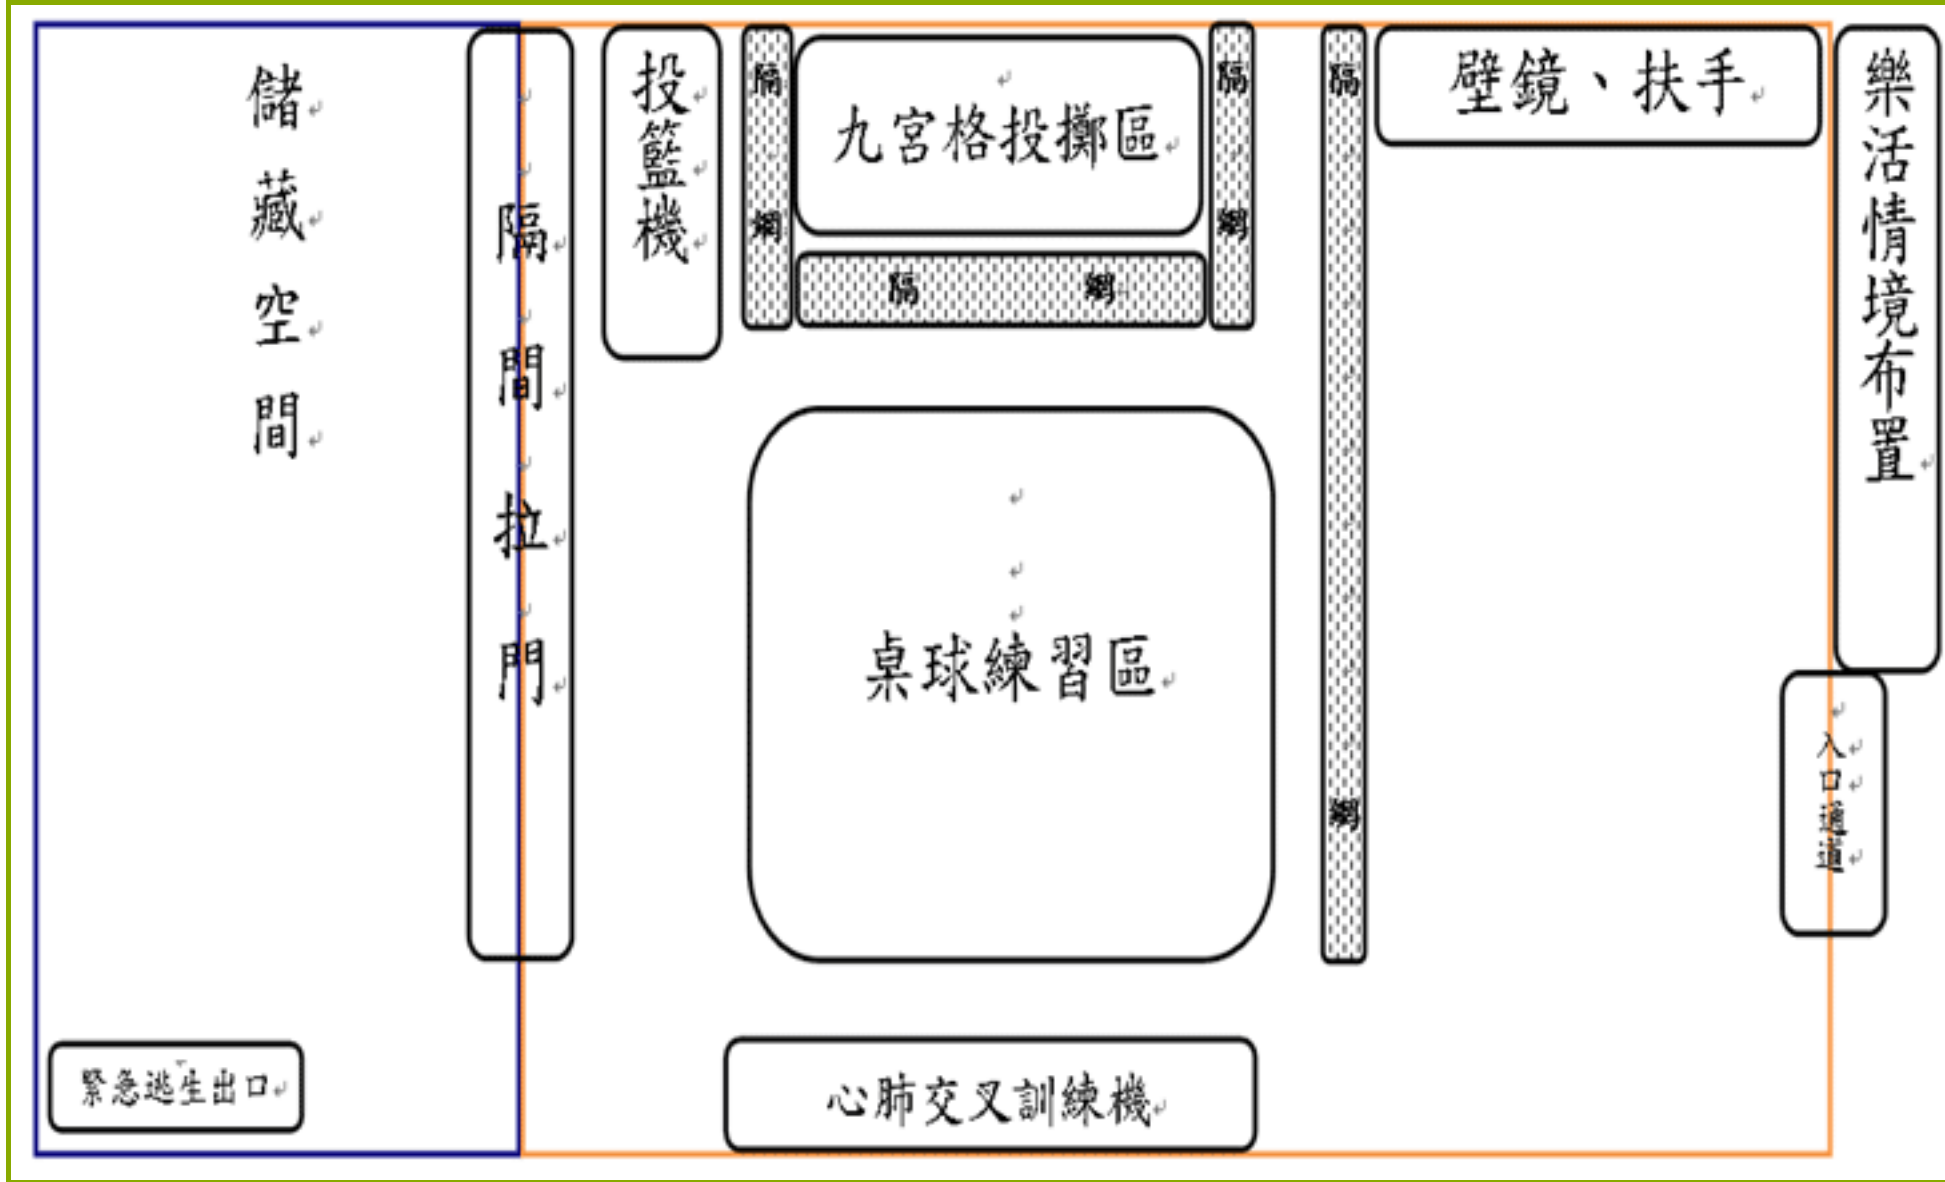 儲藏空間
隔間拉門
投籃機
隔網
九宮格投擲區
隔網
隔網
隔網
壁鏡、扶手
樂活情境布置
桌球練習區
入口通道
緊急逃生出口
心肺交叉訓練機